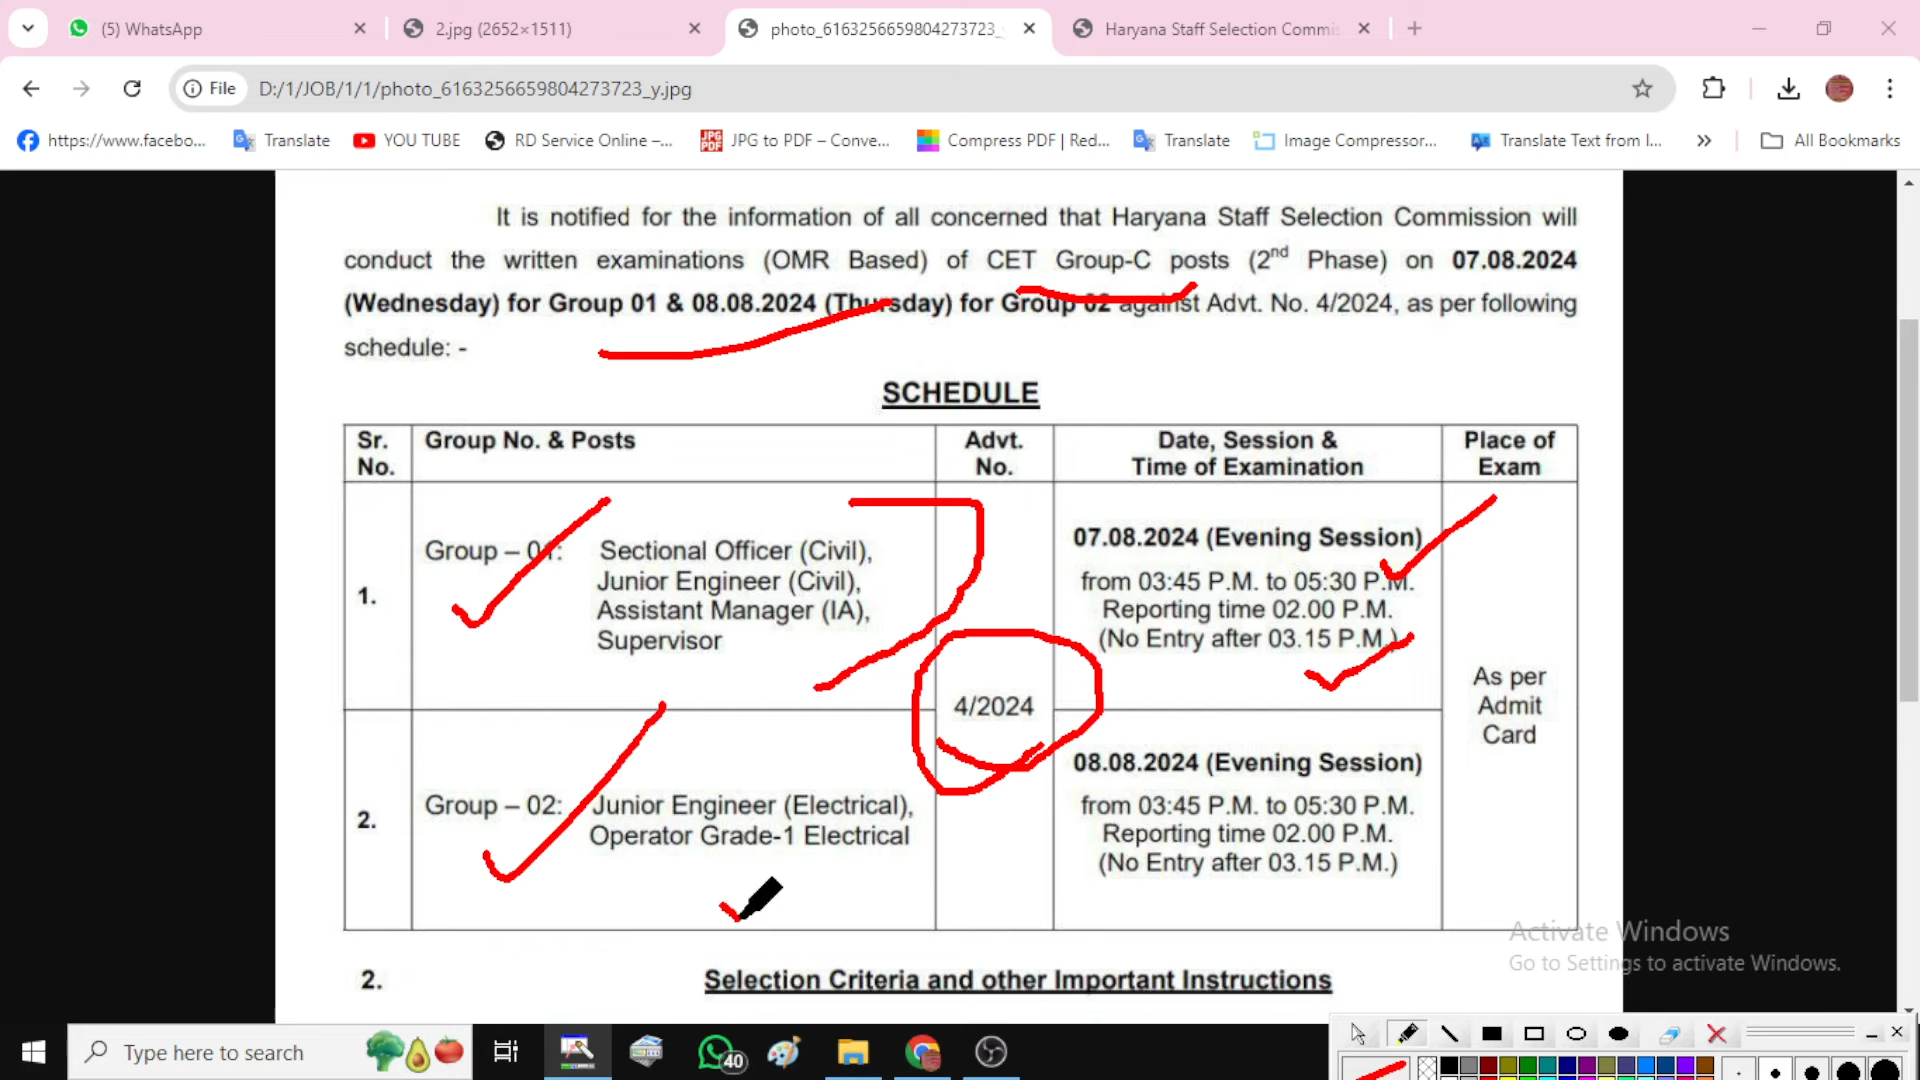 (5) WhatsApp
2.jpg (2652×1511)
photo_6163256659804273723_
Haryana Staff Selection Commis
File
D:/1/JOB/1/1/photo_6163256659804273723_y.jpg
https://www.facebo...
Translate
YOU TUBE
RD Service Online –...
JPG to PDF – Conve...
Compress PDF | Red...
Translate
Image Compressor...
Translate Text from I...
All Bookmarks
It is notified for the information of all concerned that Haryana Staff Selection Commission will
conduct the written examinations (OMR Based) of CET Group-C posts (2nd Phase) on 07.08.2024
(Wednesday) for Group 01 & 08.08.2024 (Thursday) for Group 02 against Advt. No. 4/2024, as per following
schedule: -
SCHEDULE
Sr. No.
Group No. & Posts
Advt. No.
Date, Session & Time of Examination
Place of Exam
1.
Group – 01: Sectional Officer (Civil),
Junior Engineer (Civil),
Assistant Manager (IA),
Supervisor
07.08.2024 (Evening Session)
from 03:45 P.M. to 05:30 P.M.
Reporting time 02.00 P.M.
(No Entry after 03.15 P.M.)
4/2024
As per
Admit
Card
2.
Group – 02: Junior Engineer (Electrical),
Operator Grade-1 Electrical
08.08.2024 (Evening Session)
from 03:45 P.M. to 05:30 P.M.
Reporting time 02.00 P.M.
(No Entry after 03.15 P.M.)
2. Selection Criteria and other Important Instructions
Activate Windows
Go to Settings to activate Windows.
Type here to search
40